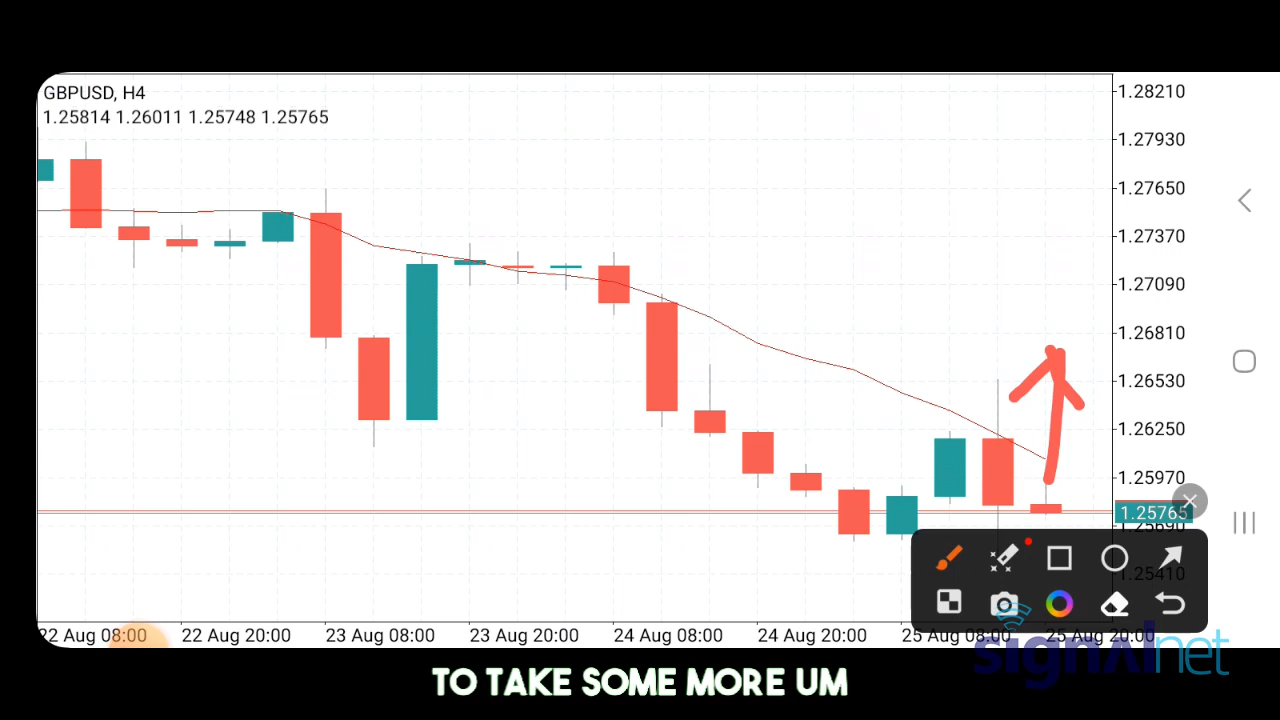 GBPUSD, H4
1.25814 1.26011 1.25748 1.25765
1.28210
1.27930
1.27650
1.27370
1.27090
1.26810
1.26530
1.26250
1.25970
1.25765
1.25690
1.25410
22 Aug 08:00 22 Aug 20:00 23 Aug 08:00 23 Aug 20:00 24 Aug 08:00 24 Aug 20:00 25 Aug 08:00 25 Aug 20:00
signalnet
TO TAKE SOME MORE UM